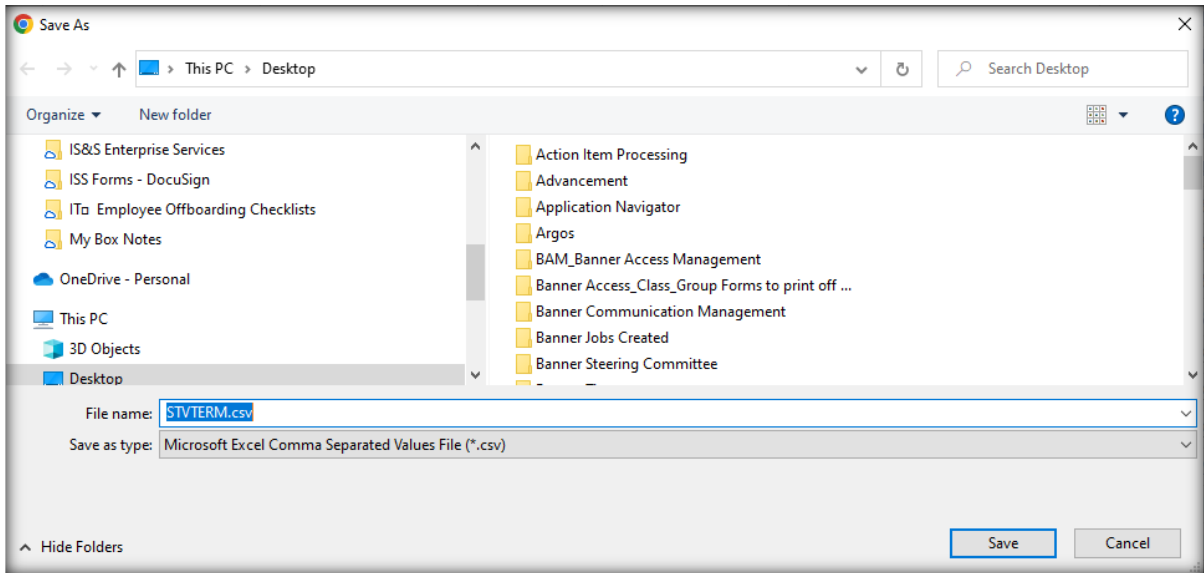 Save As
This PC > Desktop
Search Desktop
Organize
New folder
IS&S Enterprise Services
ISS Forms - DocuSign
IT□ Employee Offboarding Checklists
My Box Notes
OneDrive - Personal
This PC
3D Objects
Desktop
Action Item Processing
Advancement
Application Navigator
Argos
BAM_Banner Access Management
Banner Access_Class_Group Forms to print off ...
Banner Communication Management
Banner Jobs Created
Banner Steering Committee
File name: STVTERM.csv
Save as type: Microsoft Excel Comma Separated Values File (*.csv)
Hide Folders
Save
Cancel